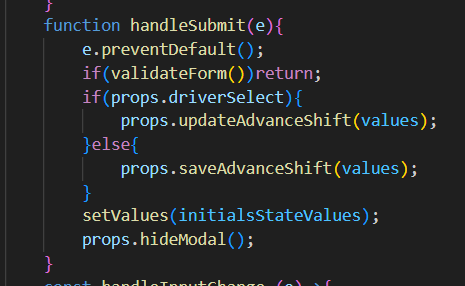 }
function handleSubmit(e){
e.preventDefault();
if(validateForm())return;
if(props.driverSelect){
props.updateAdvanceShift(values);
}else{
props.saveAdvanceShift(values);
}
setValues(initialsStateValues);
props.hideModal();
}
const handleInputChange (e) =>{